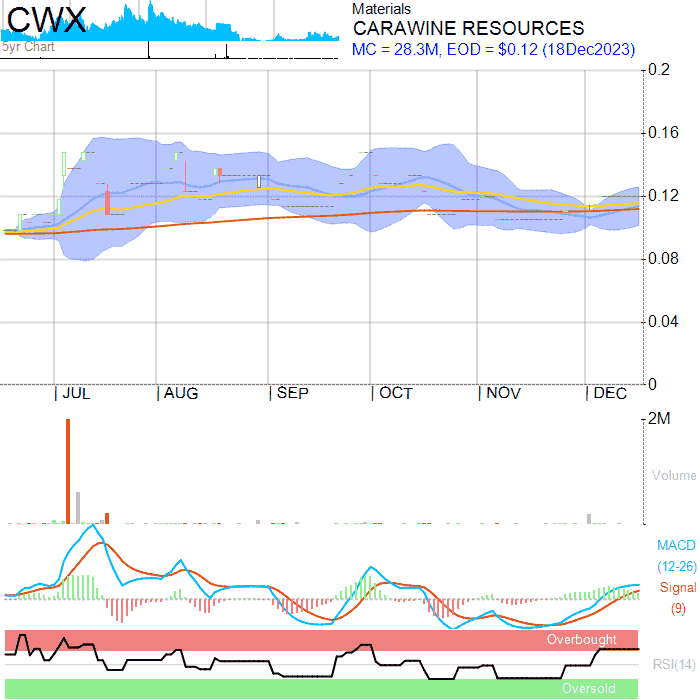 CWX
5yr Chart
Materials
CARAWINE RESOURCES
MC = 28.3M, EOD = $0.12 (18Dec2023)
0.2
0.16
0.12
0.08
0.04
0
JUL AUG SEP OCT NOV DEC
2M
Volume
MACD
(12-26)
Signal
(9)
Overbought
RSI(14)
Oversold